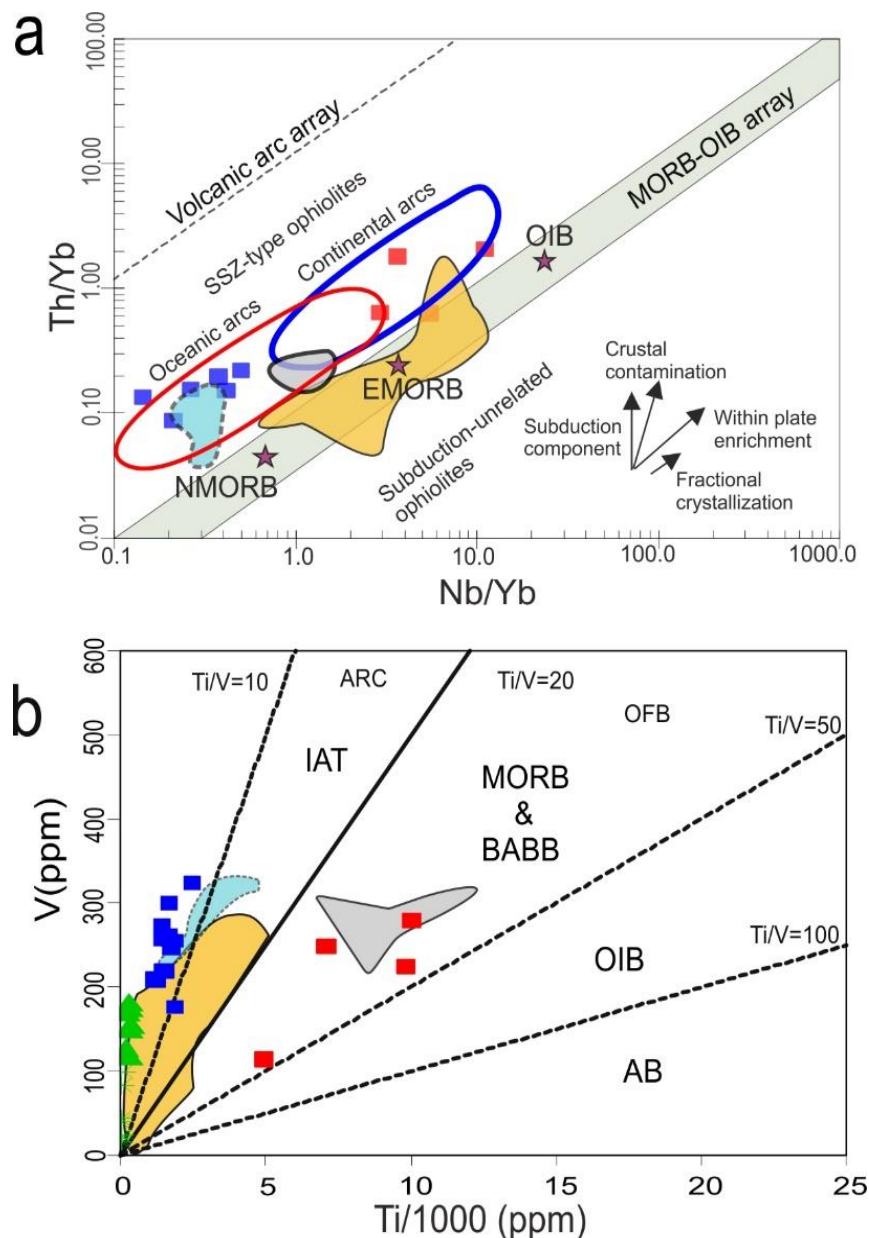 a
100.00
10.00
1.00
0.10
0.01
Th/Yb
Volcanic arc array
SSZ-type ophiolites
Continental arcs
Oceanic arcs
MORB-OIB array
OIB
EMORB
NMORB
Subduction-unrelated
ophiolites
Crustal
contamination
Subduction
component
Within plate
enrichment
Fractional
crystallization
0.1
1.0
10.0
100.0
1000.0
Nb/Yb
b
600
500
400
300
200
100
0
V(ppm)
Ti/V=10
ARC
Ti/V=20
OFB
Ti/V=50
IAT
MORB
&
BABB
Ti/V=100
OIB
AB
0
5
10
15
20
25
Ti/1000 (ppm)